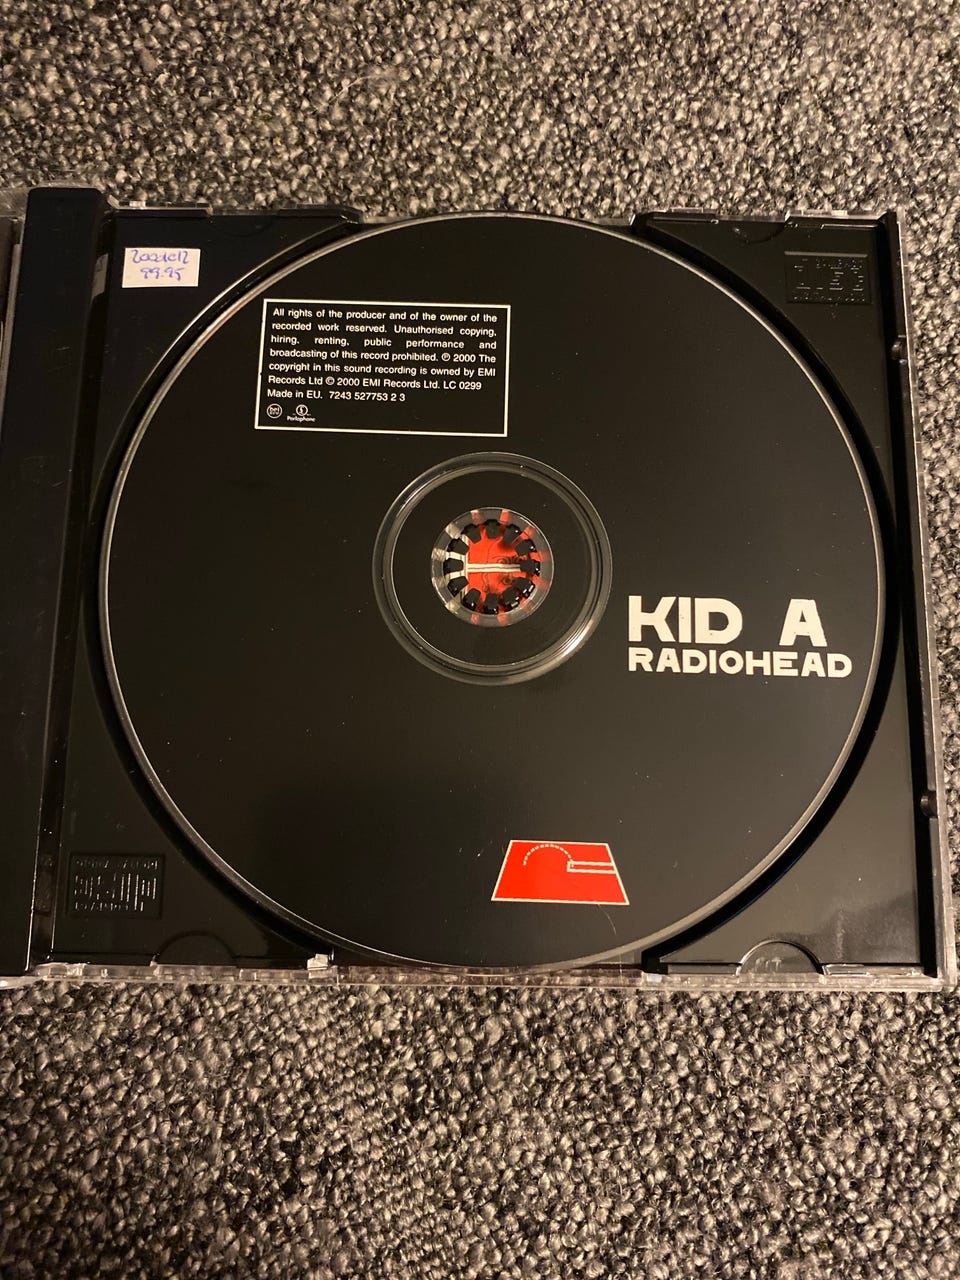 99.95
All rights of the producer and of the owner of the
recorded work reserved. Unauthorised copying,
hiring, renting, public performance and
broadcasting of this record prohibited. ℗ 2000 The
copyright in this sound recording is owned by EMI
Records Ltd © 2000 EMI Records Ltd. LC 0299
Made in EU. 7243 527753 2 3
Parlophone
KID A
RADIOHEAD